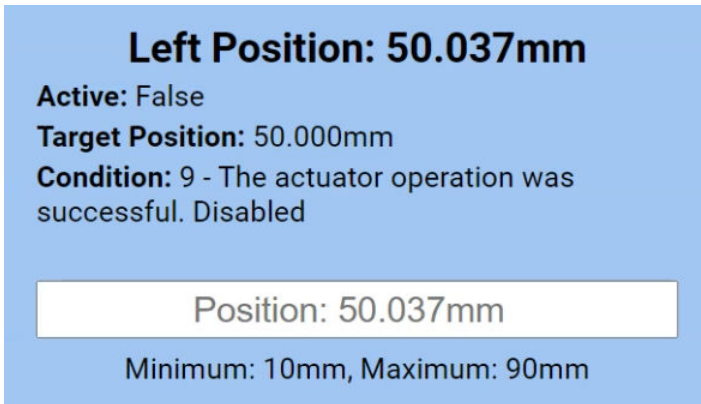 Left Position: 50.037mm
Active: False
Target Position: 50.000mm
Condition: 9 - The actuator operation was
successful. Disabled
Position: 50.037mm
Minimum: 10mm, Maximum: 90mm